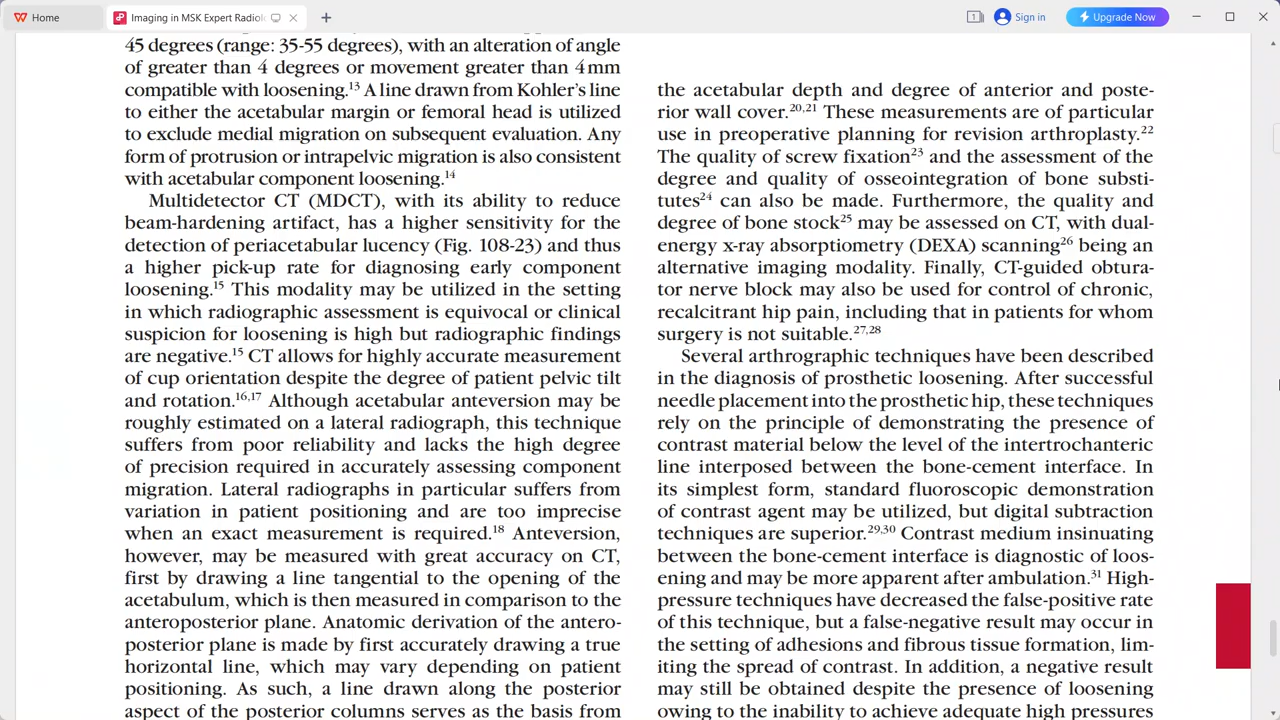 Home
Imaging in MSK Expert Radiol
Sign in
Upgrade Now
45 degrees (range: 35-55 degrees), with an alteration of angle
of greater than 4 degrees or movement greater than 4 mm
compatible with loosening.13 A line drawn from Kohler's line
to either the acetabular margin or femoral head is utilized
to exclude medial migration on subsequent evaluation. Any
form of protrusion or intrapelvic migration is also consistent
with acetabular component loosening.14
Multidetector CT (MDCT), with its ability to reduce
beam-hardening artifact, has a higher sensitivity for the
detection of periacetabular lucency (Fig. 108-23) and thus
a higher pick-up rate for diagnosing early component
loosening.15 This modality may be utilized in the setting
in which radiographic assessment is equivocal or clinical
suspicion for loosening is high but radiographic findings
are negative.15 CT allows for highly accurate measurement
of cup orientation despite the degree of patient pelvic tilt
and rotation.16,17 Although acetabular anteversion may be
roughly estimated on a lateral radiograph, this technique
suffers from poor reliability and lacks the high degree
of precision required in accurately assessing component
migration. Lateral radiographs in particular suffers from
variation in patient positioning and are too imprecise
when an exact measurement is required.18 Anteversion,
however, may be measured with great accuracy on CT,
first by drawing a line tangential to the opening of the
acetabulum, which is then measured in comparison to the
anteroposterior plane. Anatomic derivation of the antero-
posterior plane is made by first accurately drawing a true
horizontal line, which may vary depending on patient
positioning. As such, a line drawn along the posterior
aspect of the posterior columns serves as the basis from
the acetabular depth and degree of anterior and poste-
rior wall cover.20,21 These measurements are of particular
use in preoperative planning for revision arthroplasty.22
The quality of screw fixation23 and the assessment of the
degree and quality of osseointegration of bone substi-
tutes24 can also be made. Furthermore, the quality and
degree of bone stock25 may be assessed on CT, with dual-
energy x-ray absorptiometry (DEXA) scanning26 being an
alternative imaging modality. Finally, CT-guided obtura-
tor nerve block may also be used for control of chronic,
recalcitrant hip pain, including that in patients for whom
surgery is not suitable.27,28
Several arthrographic techniques have been described
in the diagnosis of prosthetic loosening. After successful
needle placement into the prosthetic hip, these techniques
rely on the principle of demonstrating the presence of
contrast material below the level of the intertrochanteric
line interposed between the bone-cement interface. In
its simplest form, standard fluoroscopic demonstration
of contrast agent may be utilized, but digital subtraction
techniques are superior.29,30 Contrast medium insinuating
between the bone-cement interface is diagnostic of loos-
ening and may be more apparent after ambulation.31 High-
pressure techniques have decreased the false-positive rate
of this technique, but a false-negative result may occur in
the setting of adhesions and fibrous tissue formation, lim-
iting the spread of contrast. In addition, a negative result
may still be obtained despite the presence of loosening
owing to the inability to achieve adequate high pressures